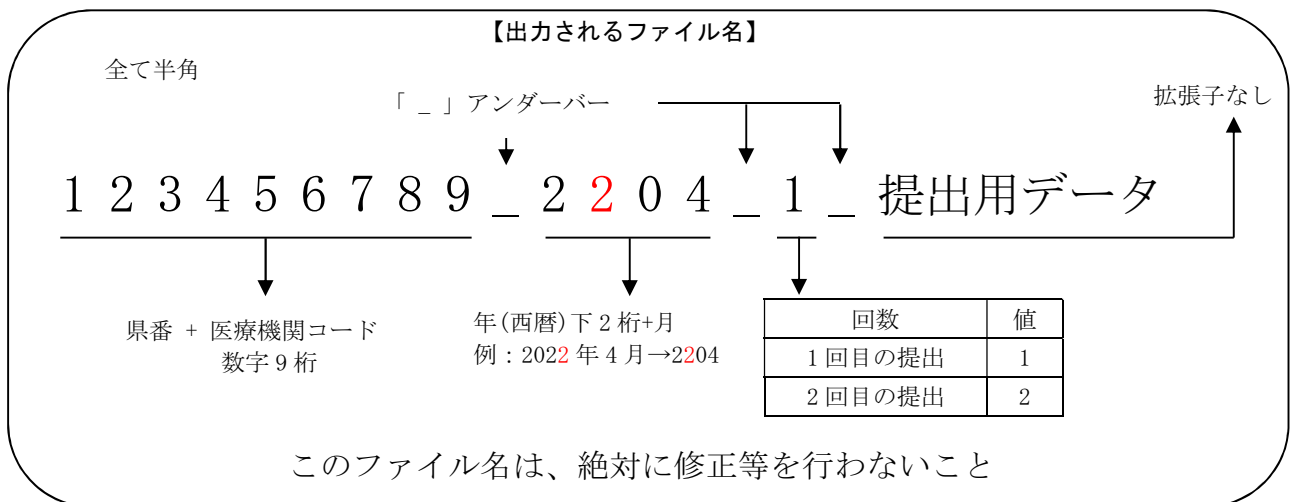 【出力されるファイル名】
全て半角
「 _ 」アンダーバー
拡張子なし
123456789_2204_1_提出用データ
県番 + 医療機関コード
数字9桁
年(西暦)下2桁+月
例:2022年4月→2204
回数 値
1回目の提出 1
2回目の提出 2
このファイル名は、絶対に修正等を行わないこと